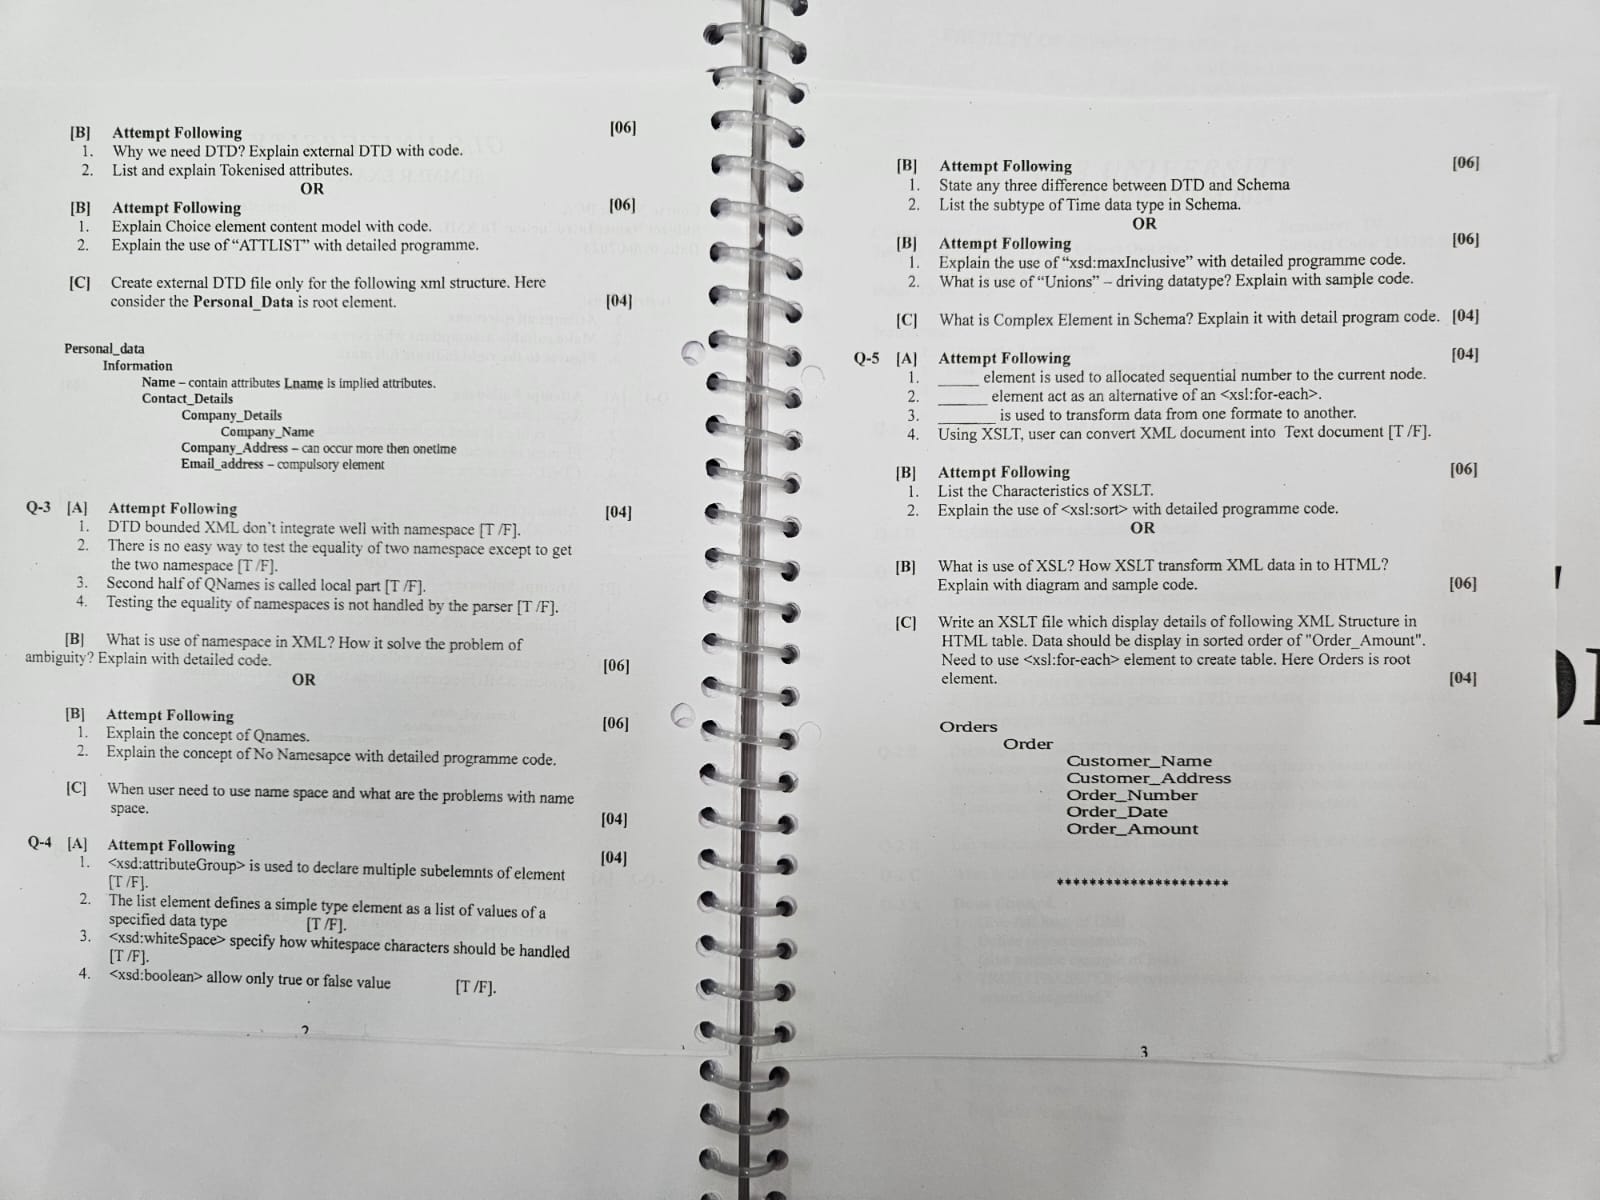 [B] Attempt Following [06]
1. Why we need DTD? Explain external DTD with code.
2. List and explain Tokenised attributes.
OR
[B] Attempt Following [06]
1. Explain Choice element content model with code.
2. Explain the use of “ATTLIST” with detailed programme.
[C] Create external DTD file only for the following xml structure. Here
consider the Personal_Data is root element. [04]
Personal_data
Information
Name – contain attributes Lname is implied attributes.
Contact_Details
Company_Details
Company_Name
Company_Address – can occur more then onetime
Email_address – compulsory element
Q-3 [A] Attempt Following [04]
1. DTD bounded XML don't integrate well with namespace [T /F].
2. There is no easy way to test the equality of two namespace except to get
the two namespace [T /F].
3. Second half of QNames is called local part [T /F].
4. Testing the equality of namespaces is not handled by the parser [T /F].
[B] What is use of namespace in XML? How it solve the problem of
ambiguity? Explain with detailed code. [06]
OR
[B] Attempt Following [06]
1. Explain the concept of Qnames.
2. Explain the concept of No Namesapce with detailed programme code.
[C] When user need to use name space and what are the problems with name
space. [04]
Q-4 [A] Attempt Following [04]
1. <xsd:attributeGroup> is used to declare multiple subelemnts of element
[T /F].
2. The list element defines a simple type element as a list of values of a
specified data type [T /F].
3. <xsd:whiteSpace> specify how whitespace characters should be handled
[T /F].
4. <xsd:boolean> allow only true or false value [T /F].
2
[B] Attempt Following [06]
1. State any three difference between DTD and Schema
2. List the subtype of Time data type in Schema.
OR
[B] Attempt Following [06]
1. Explain the use of “xsd:maxInclusive” with detailed programme code.
2. What is use of “Unions” – driving datatype? Explain with sample code.
[C] What is Complex Element in Schema? Explain it with detail program code. [04]
Q-5 [A] Attempt Following [04]
1. _____ element is used to allocated sequential number to the current node.
2. ______ element act as an alternative of an <xsl:for-each>.
3. _______ is used to transform data from one formate to another.
4. Using XSLT, user can convert XML document into Text document [T /F].
[B] Attempt Following [06]
1. List the Characteristics of XSLT.
2. Explain the use of <xsl:sort> with detailed programme code.
OR
[B] What is use of XSL? How XSLT transform XML data in to HTML?
Explain with diagram and sample code. [06]
[C] Write an XSLT file which display details of following XML Structure in
HTML table. Data should be display in sorted order of "Order_Amount".
Need to use <xsl:for-each> element to create table. Here Orders is root
element. [04]
Orders
Order
Customer_Name
Customer_Address
Order_Number
Order_Date
Order_Amount
*********************
3